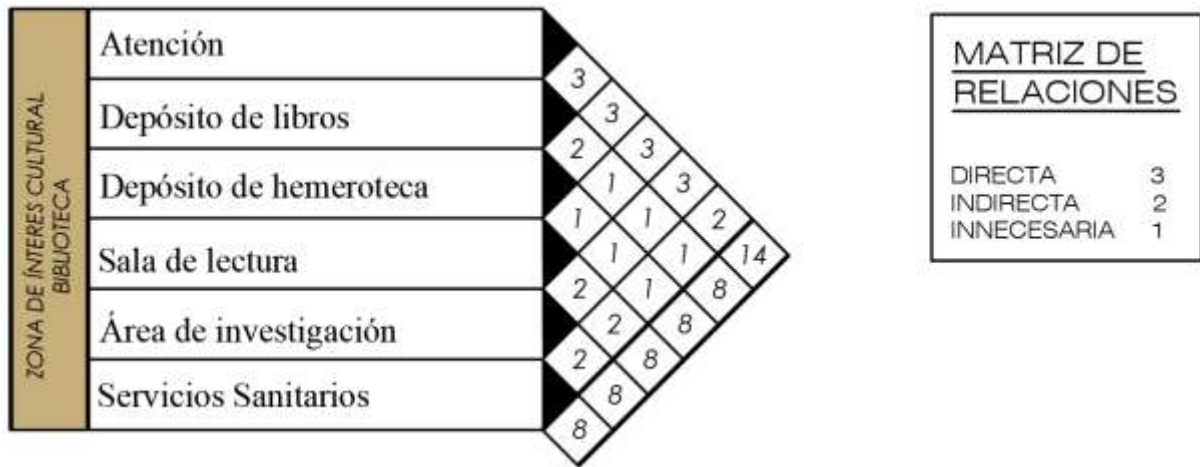 ZONA DE ÍNTERES CULTURAL
BIBLIOTECA
Atención
Depósito de libros
Depósito de hemeroteca
Sala de lectura
Área de investigación
Servicios Sanitarios
3 3 3 3 2 14
2 1 1 1 8
1 1 1 8
2 2 8
2 8
8
MATRIZ DE
RELACIONES
DIRECTA 3
INDIRECTA 2
INNECESARIA 1